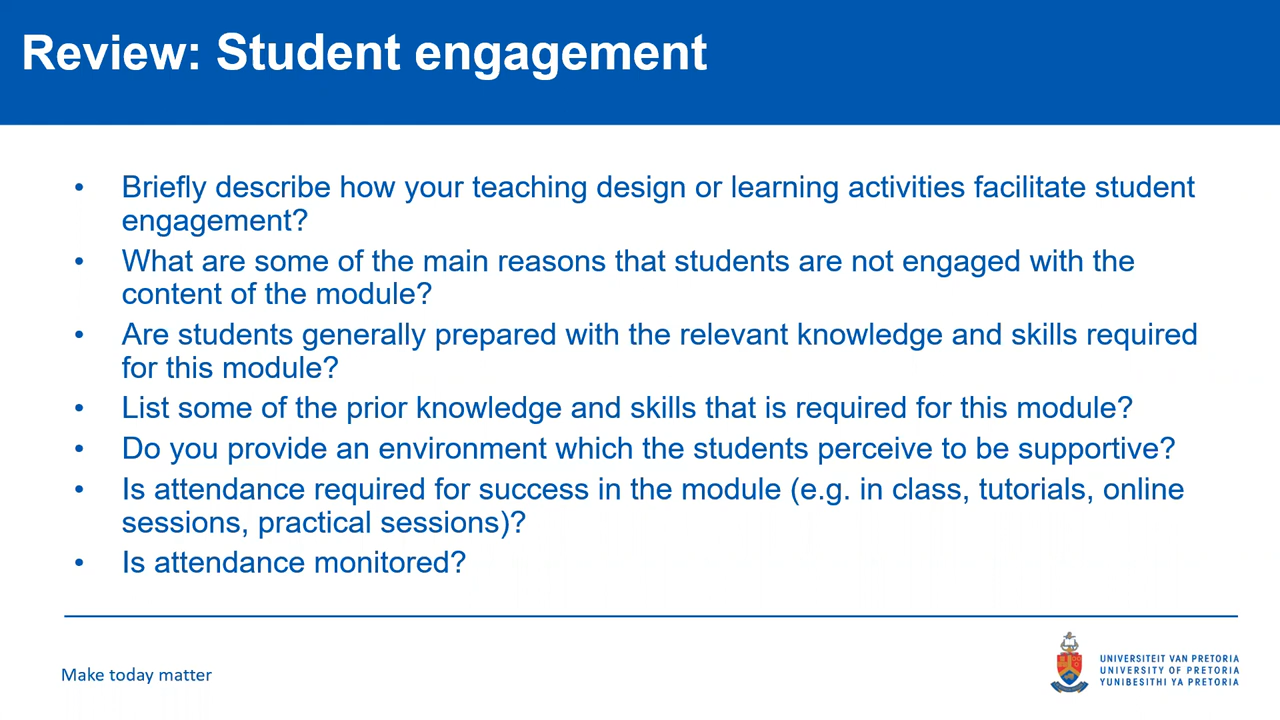 Review: Student engagement
• Briefly describe how your teaching design or learning activities facilitate student
engagement?
• What are some of the main reasons that students are not engaged with the
content of the module?
• Are students generally prepared with the relevant knowledge and skills required
for this module?
• List some of the prior knowledge and skills that is required for this module?
• Do you provide an environment which the students perceive to be supportive?
• Is attendance required for success in the module (e.g. in class, tutorials, online
sessions, practical sessions)?
• Is attendance monitored?
Make today matter
UNIVERSITEIT VAN PRETORIA
UNIVERSITY OF PRETORIA
YUNIBESITHI YA PRETORIA